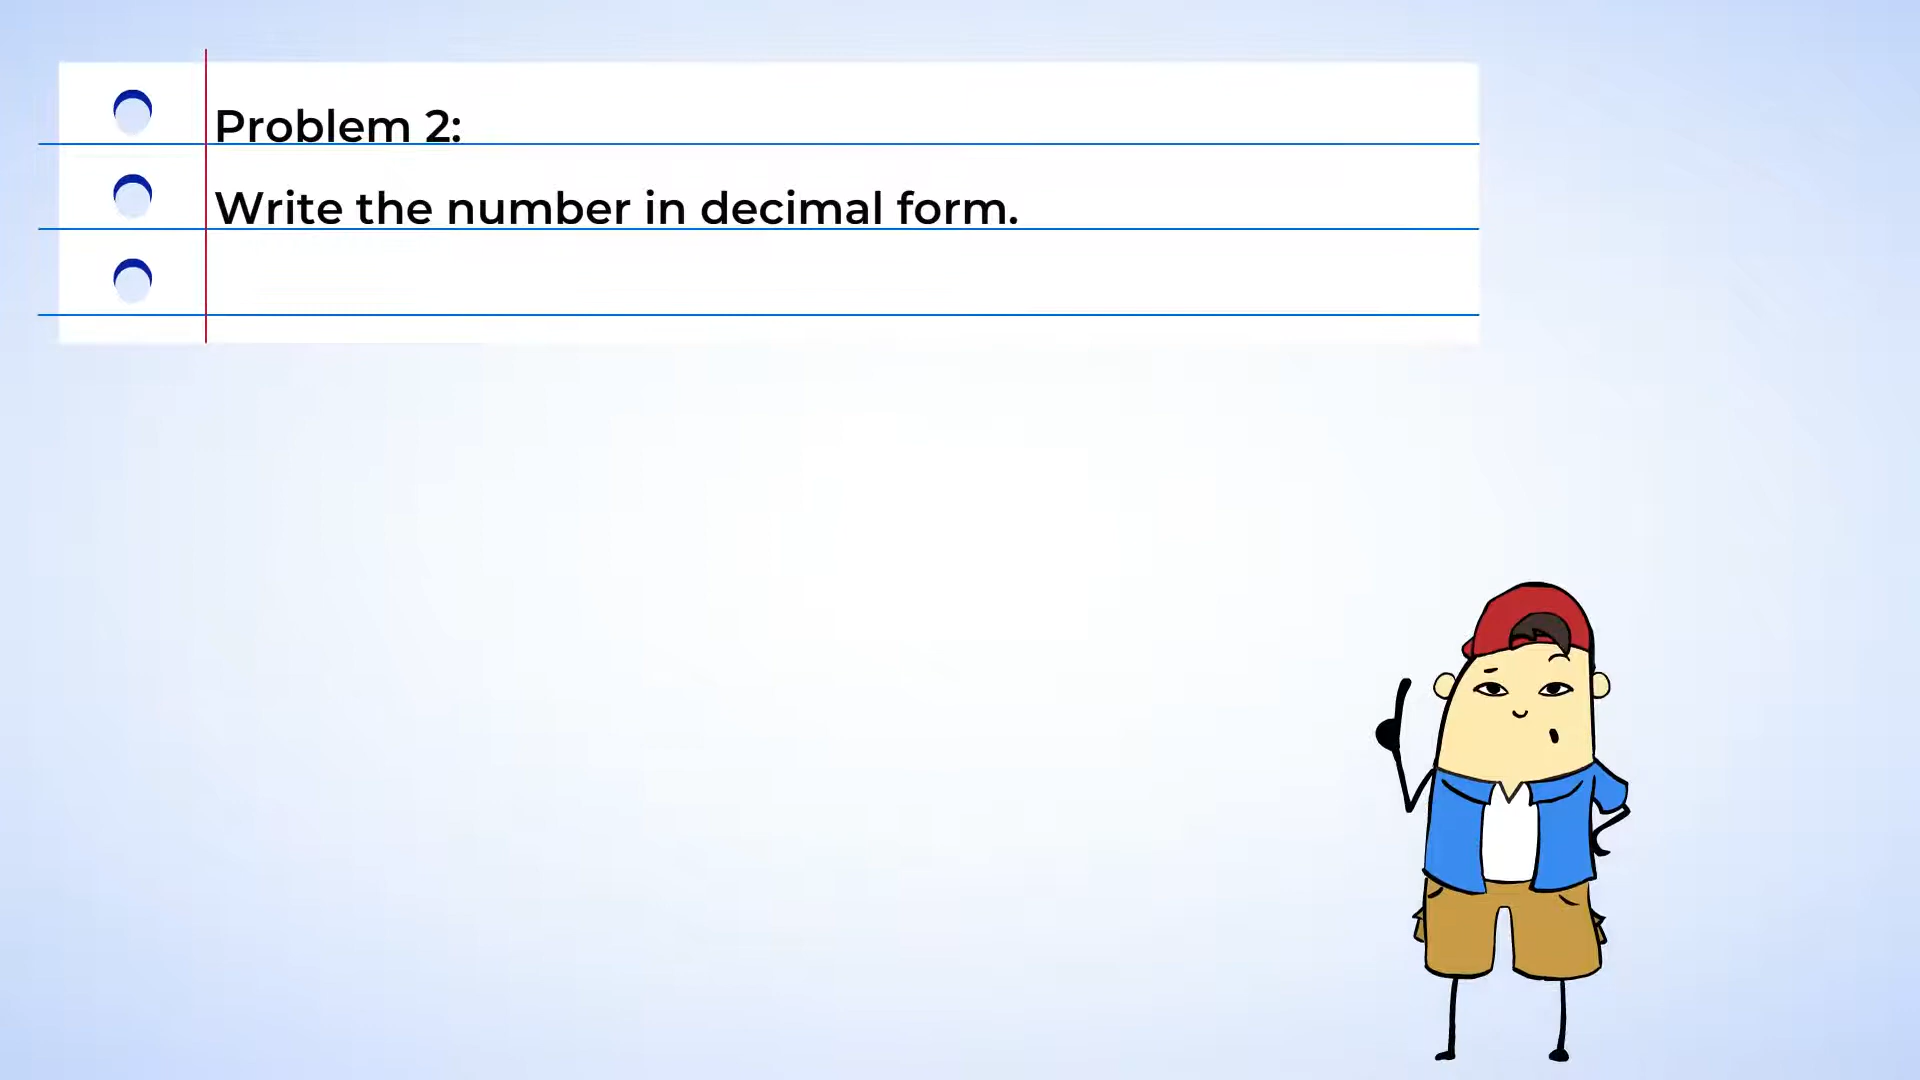 Problem 2:
Write the number in decimal form.